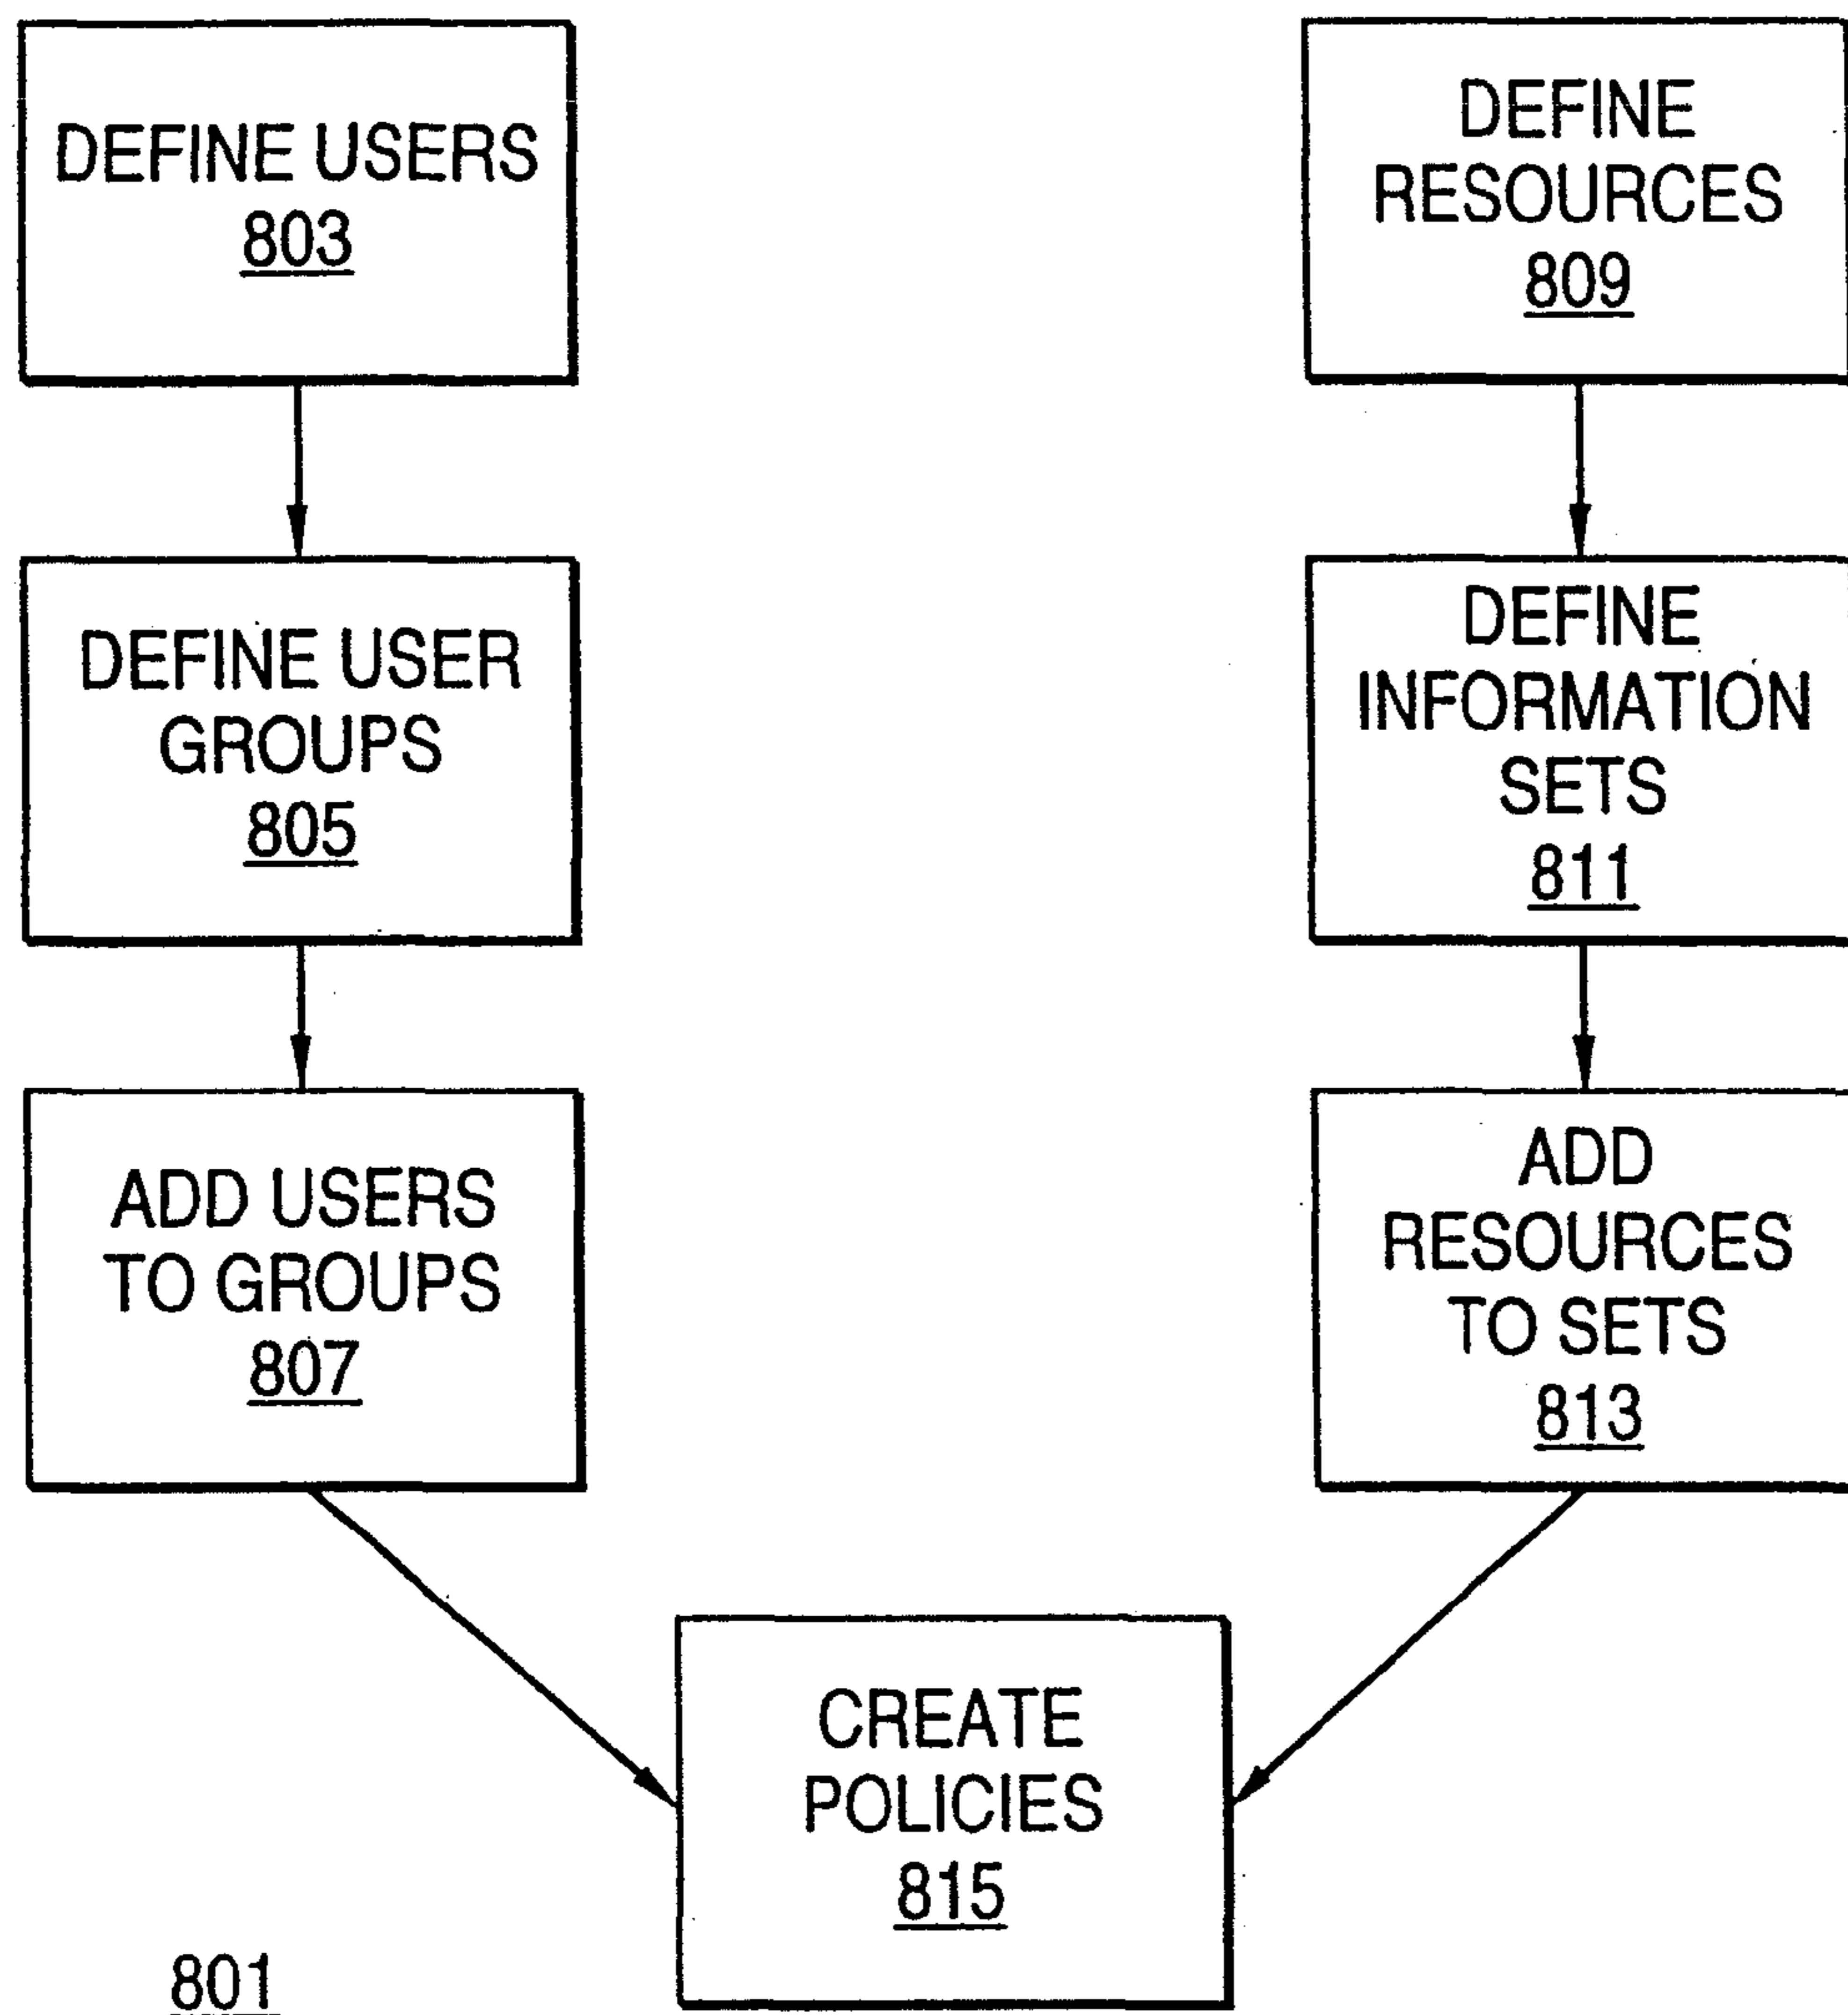 DEFINE USERS
803
DEFINE USER
GROUPS
805
ADD USERS
TO GROUPS
807
DEFINE
RESOURCES
809
DEFINE
INFORMATION
SETS
811
ADD
RESOURCES
TO SETS
813
CREATE
POLICIES
815
801